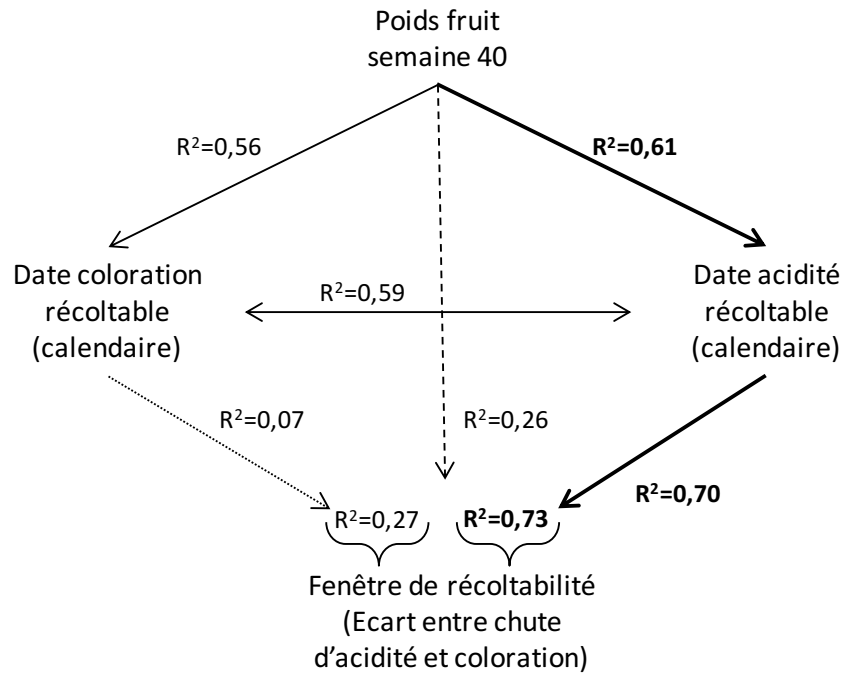 Poids fruit
semaine 40
R²=0,56
R²=0,61
Date coloration
récoltable
(calendaire)
R²=0,59
Date acidité
récoltable
(calendaire)
R²=0,07
R²=0,26
R²=0,70
R²=0,27
R²=0,73
Fenêtre de récoltabilité
(Ecart entre chute
d'acidité et coloration)